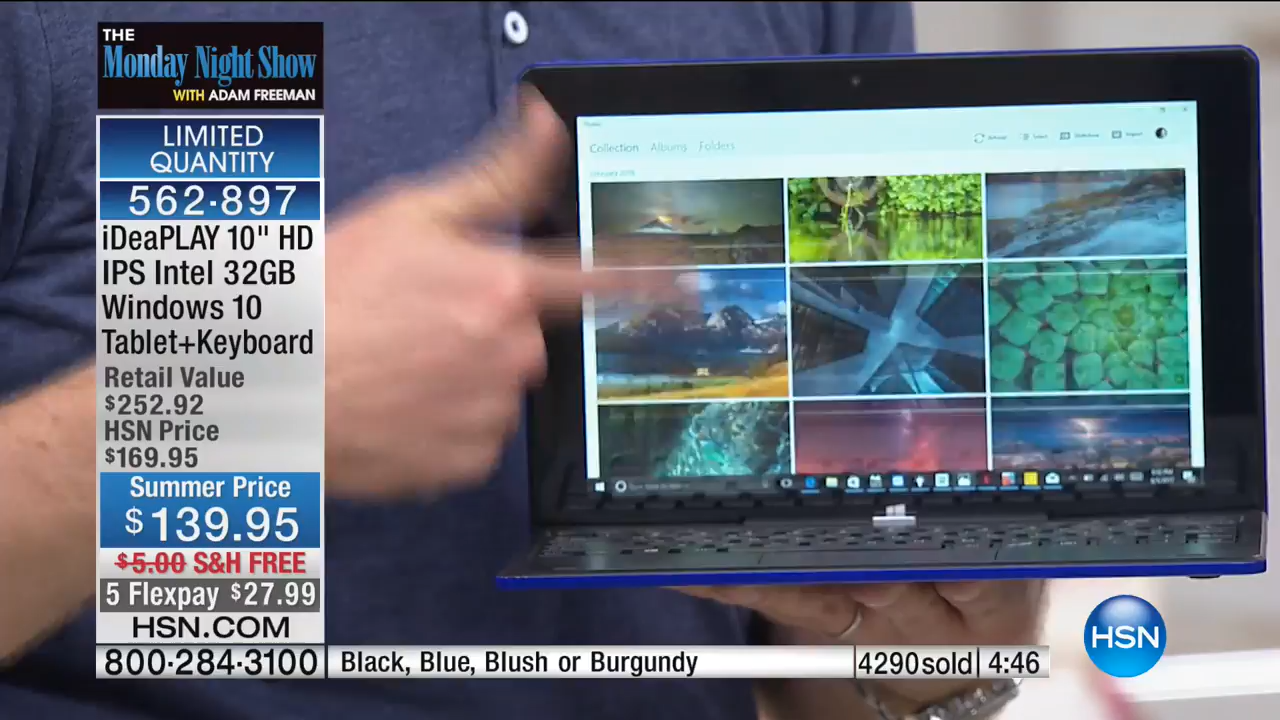 THE
Monday Night Show
WITH ADAM FREEMAN
LIMITED
QUANTITY
562-897
iDeaPLAY 10" HD
IPS Intel 32GB
Windows 10
Tablet+Keyboard
Retail Value
$252.92
HSN Price
$169.95
Summer Price
$139.95
$5.00 S&H FREE
5 Flexpay $27.99
HSN.COM
800-284-3100
Black, Blue, Blush or Burgundy
4290sold
4:46
HSN
Collection Albums Folders
Select